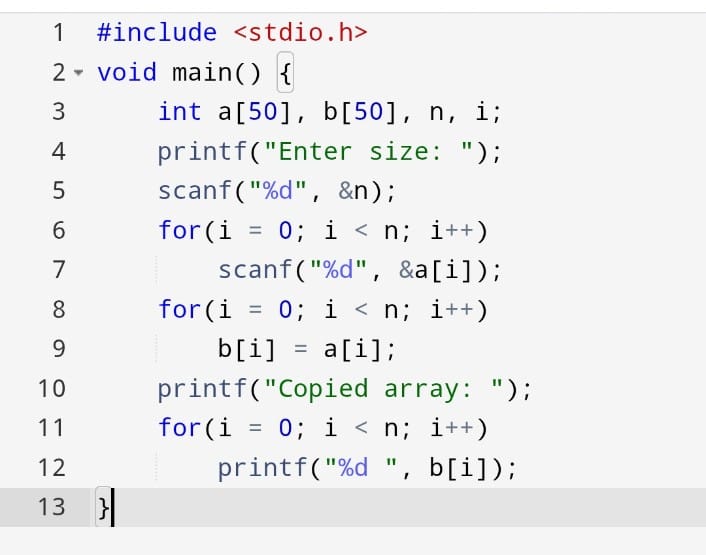 1 #include <stdio.h>
2 void main() {
3     int a[50], b[50], n, i;
4     printf("Enter size: ");
5     scanf("%d", &n);
6     for(i = 0; i < n; i++)
7         scanf("%d", &a[i]);
8     for(i = 0; i < n; i++)
9         b[i] = a[i];
10     printf("Copied array: ");
11     for(i = 0; i < n; i++)
12         printf("%d ", b[i]);
13 }